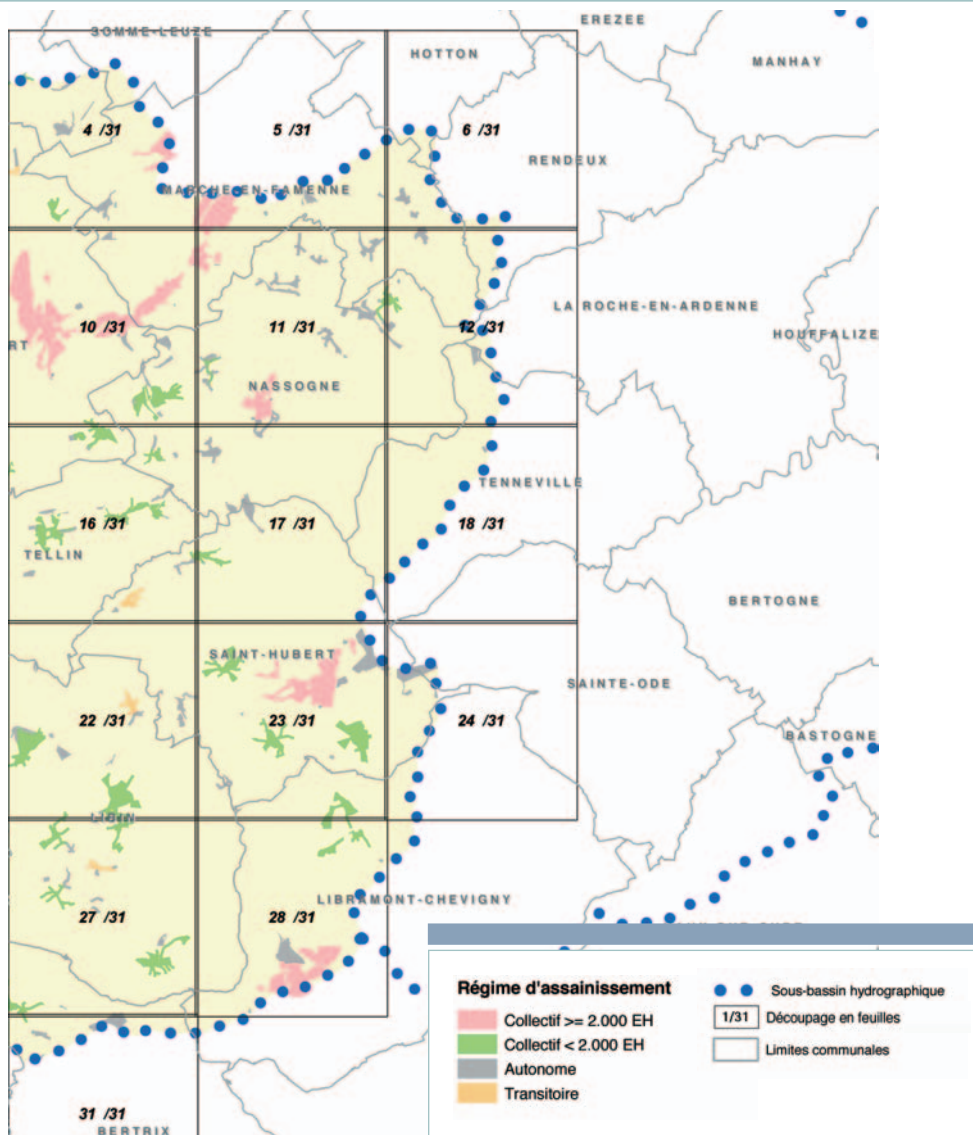 EREZEE
SOMME-LEUZE
HOTTON
MANHAY
4 /31
5 /31
6 /31
RENDEUX
MARCHE-EN-FAMENNE
LA ROCHE-EN-ARDENNE
10 /31
11 /31
12 /31
HOUFFALIZE
RT
NASSOGNE
TENNEVILLE
16 /31
17 /31
18 /31
TELLIN
BERTOGNE
SAINT-HUBERT
SAINTE-ODE
22 /31
23 /31
24 /31
BASTOGNE
LIBIN
LIBRAMONT-CHEVIGNY
27 /31
28 /31
Régime d'assainissement
Collectif >= 2.000 EH
Collectif < 2.000 EH
Autonome
Transitoire
Sous-bassin hydrographique
1/31 Découpage en feuilles
Limites communales
31 /31
BERTRIX